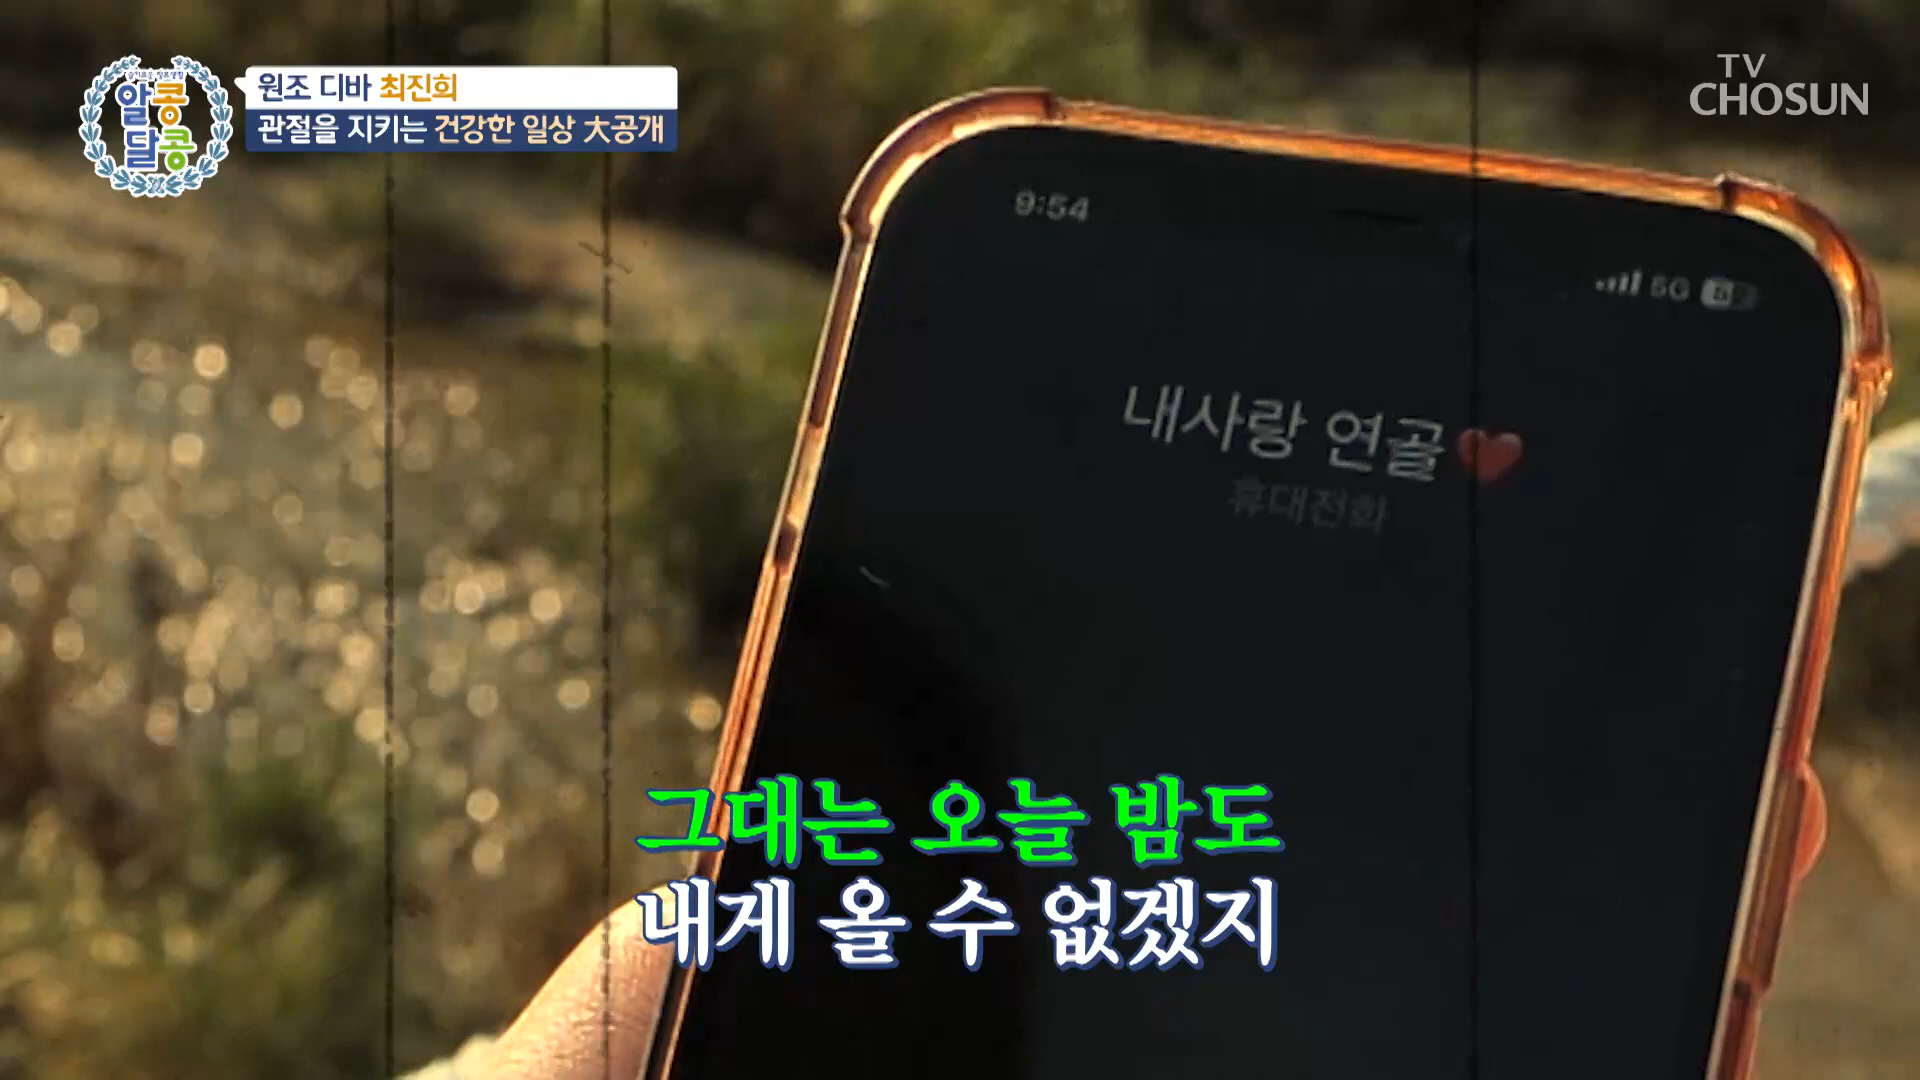 알콩
달콩
원조 디바 최진희
관절을 지키는 건강한 일상 大공개
TV
CHOSUN
9:54
5G
내사랑 연골❤️
휴대전화
그대는 오늘 밤도
내게 올 수 없겠지